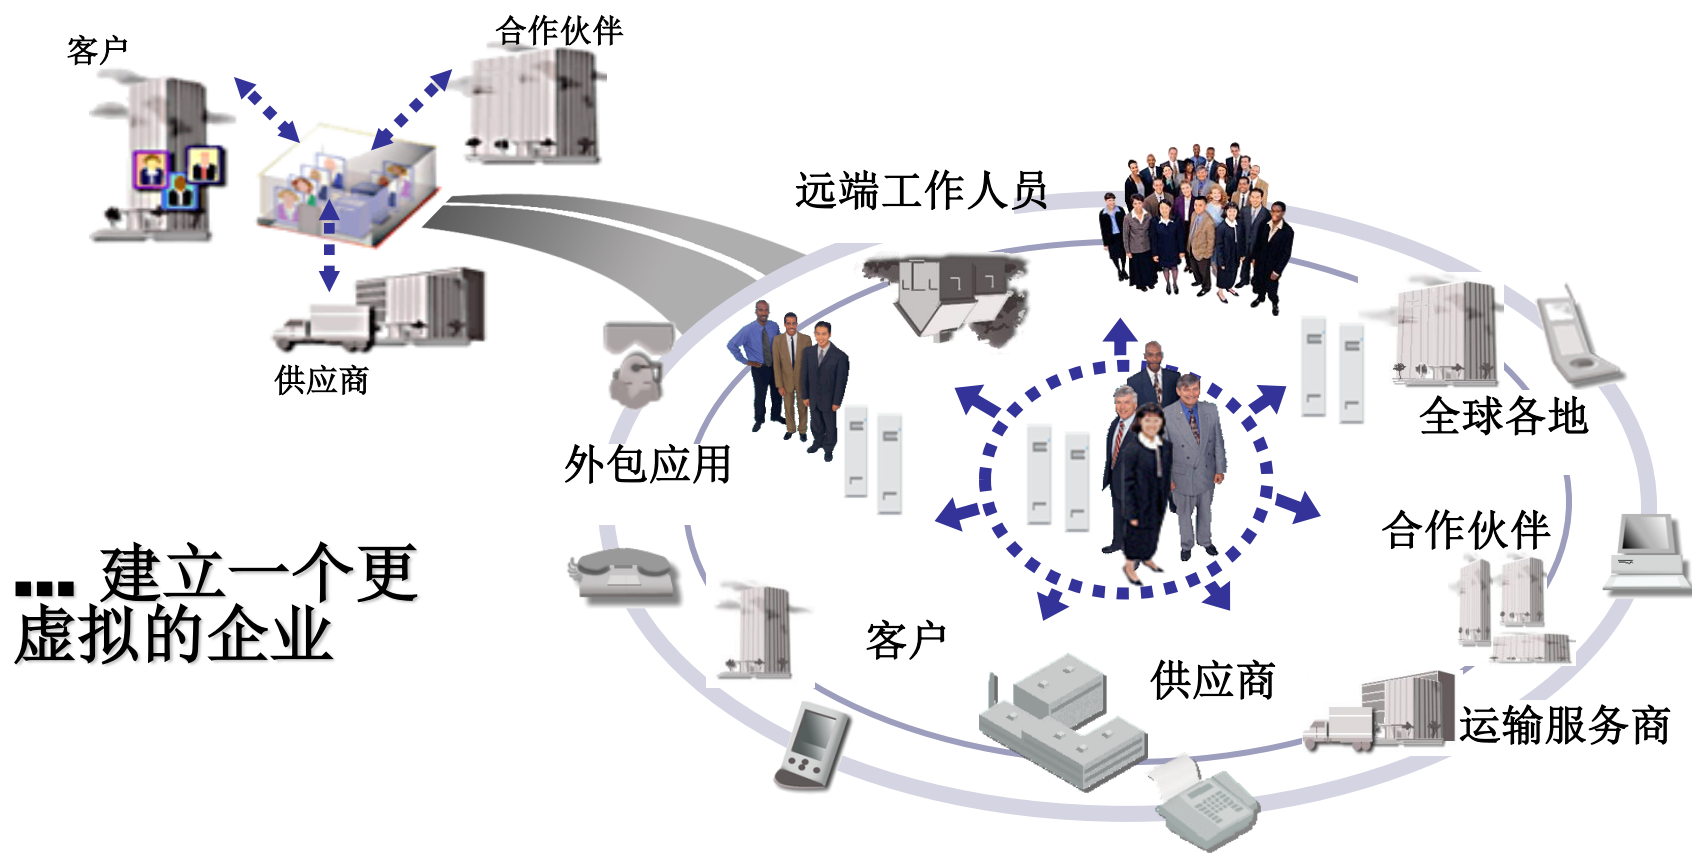 客户
合作伙伴
供应商
远端工作人员
全球各地
外包应用
合作伙伴
... 建立一个更
虚拟的企业
客户
供应商
运输服务商